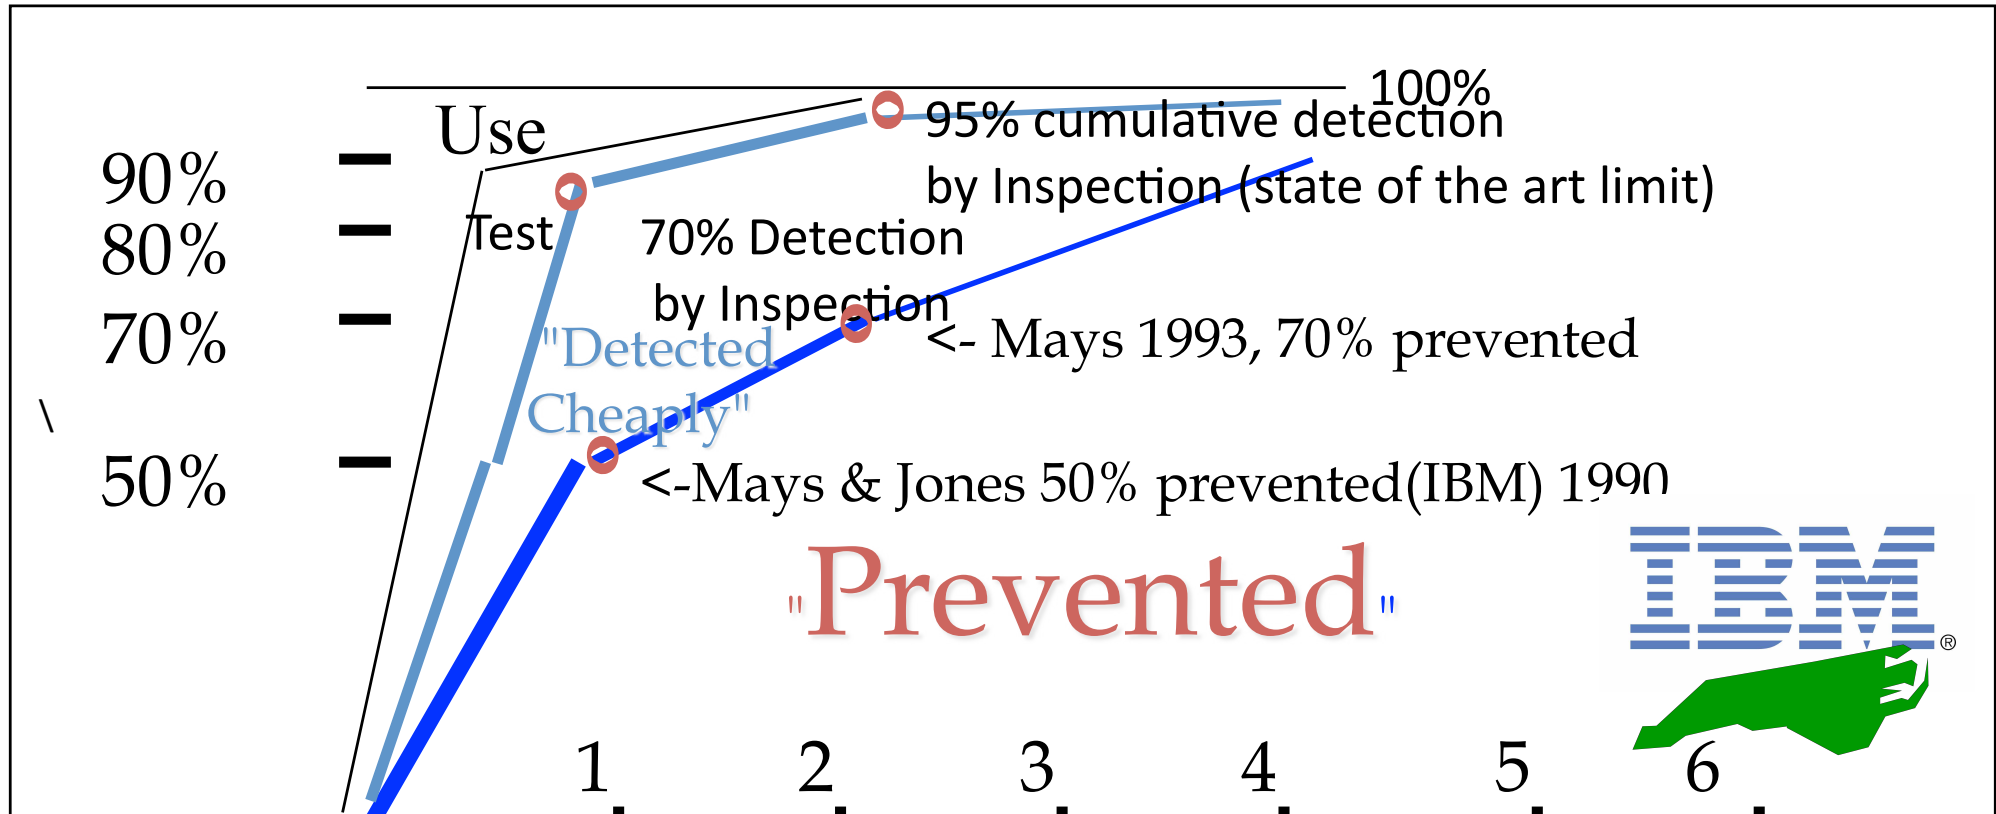 100%
Use
95% cumulative detection
90%
by Inspection (state of the art limit)
Test
70% Detection
80%
by Inspection
70%
"Detected
<- Mays 1993, 70% prevented
Cheaply"
\
50%
<-Mays & Jones 50% prevented(IBM) 1990
"Prevented"
IBM®
1 2 3 4 5 6